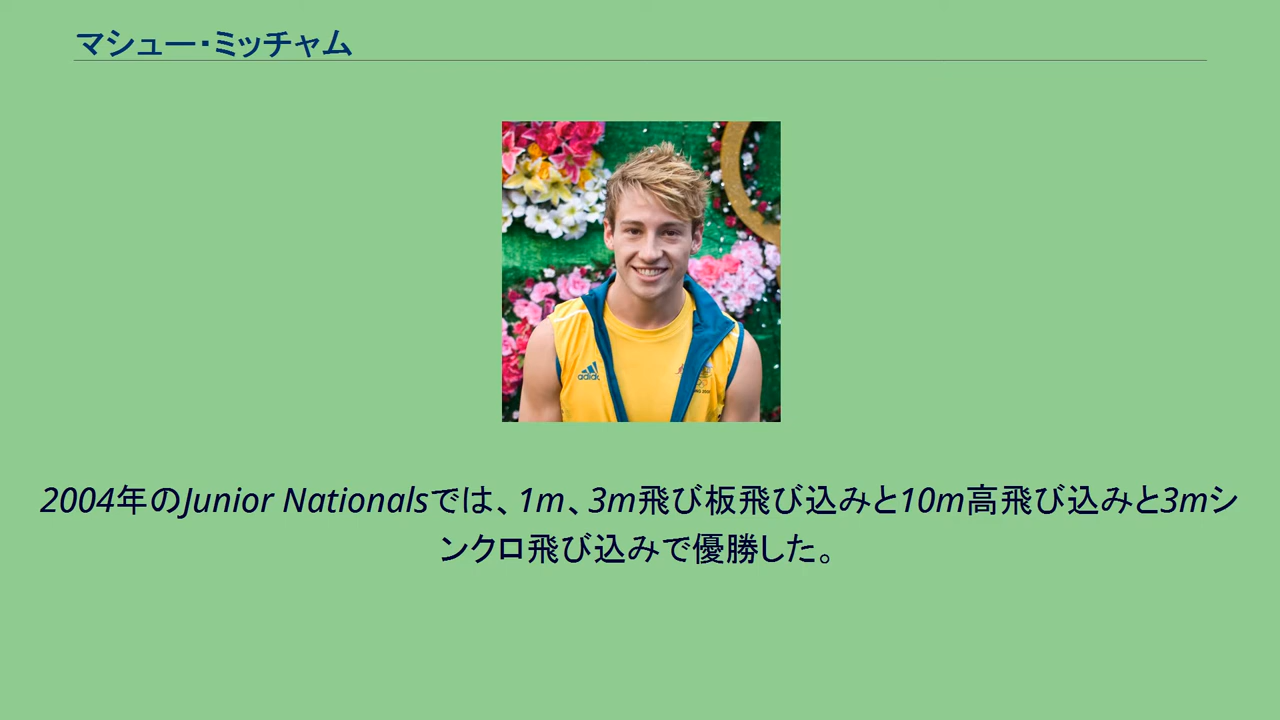 マシュー・ミッチャム
adidas
2004年のJunior Nationalsでは、1m、3m飛び板飛び込みと10m高飛び込みと3mシ
ンクロ飛び込みで優勝した。